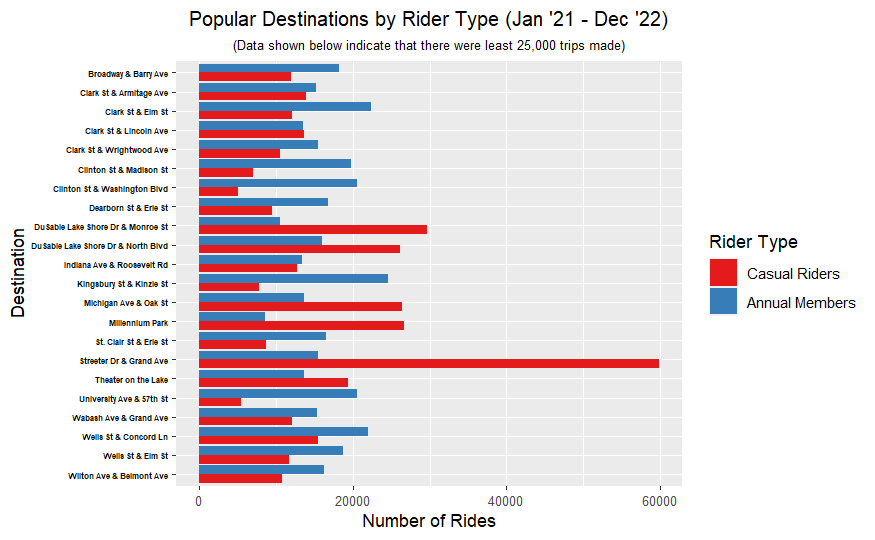 Popular Destinations by Rider Type (Jan '21 - Dec '22)
(Data shown below indicate that there were least 25,000 trips made)
Destination
Broadway & Barry Ave
Clark St & Armitage Ave
Clark St & Elm St
Clark St & Lincoln Ave
Clark St & Wrightwood Ave
Clinton St & Madison St
Clinton St & Washington Blvd
Dearborn St & Erie St
DuSable Lake Shore Dr & Monroe St
DuSable Lake Shore Dr & North Blvd
Indiana Ave & Roosevelt Rd
Kingsbury St & Kinzie St
Michigan Ave & Oak St
Millennium Park
St. Clair St & Erie St
Streeter Dr & Grand Ave
Theater on the Lake
University Ave & 57th St
Wabash Ave & Grand Ave
Wells St & Concord Ln
Wells St & Elm St
Wilton Ave & Belmont Ave
0 20000 40000 60000
Number of Rides
Rider Type
Casual Riders
Annual Members